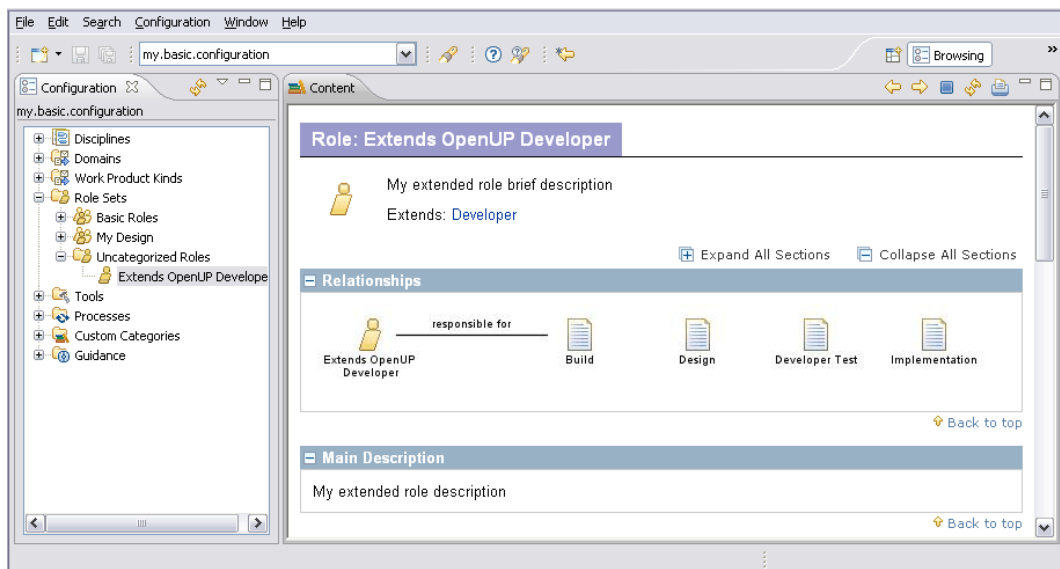 File Edit Search Configuration Window Help
my.basic.configuration
Browsing
»
Configuration
my.basic.configuration
Disciplines
Domains
Work Product Kinds
Role Sets
Basic Roles
My Design
Uncategorized Roles
Extends OpenUP Develope
Tools
Processes
Custom Categories
Guidance
Content
Role: Extends OpenUP Developer
My extended role brief description
Extends: Developer
Expand All Sections Collapse All Sections
Relationships
responsible for
Extends OpenUP
Developer
Build
Design
Developer Test
Implementation
Back to top
Main Description
My extended role description
Back to top